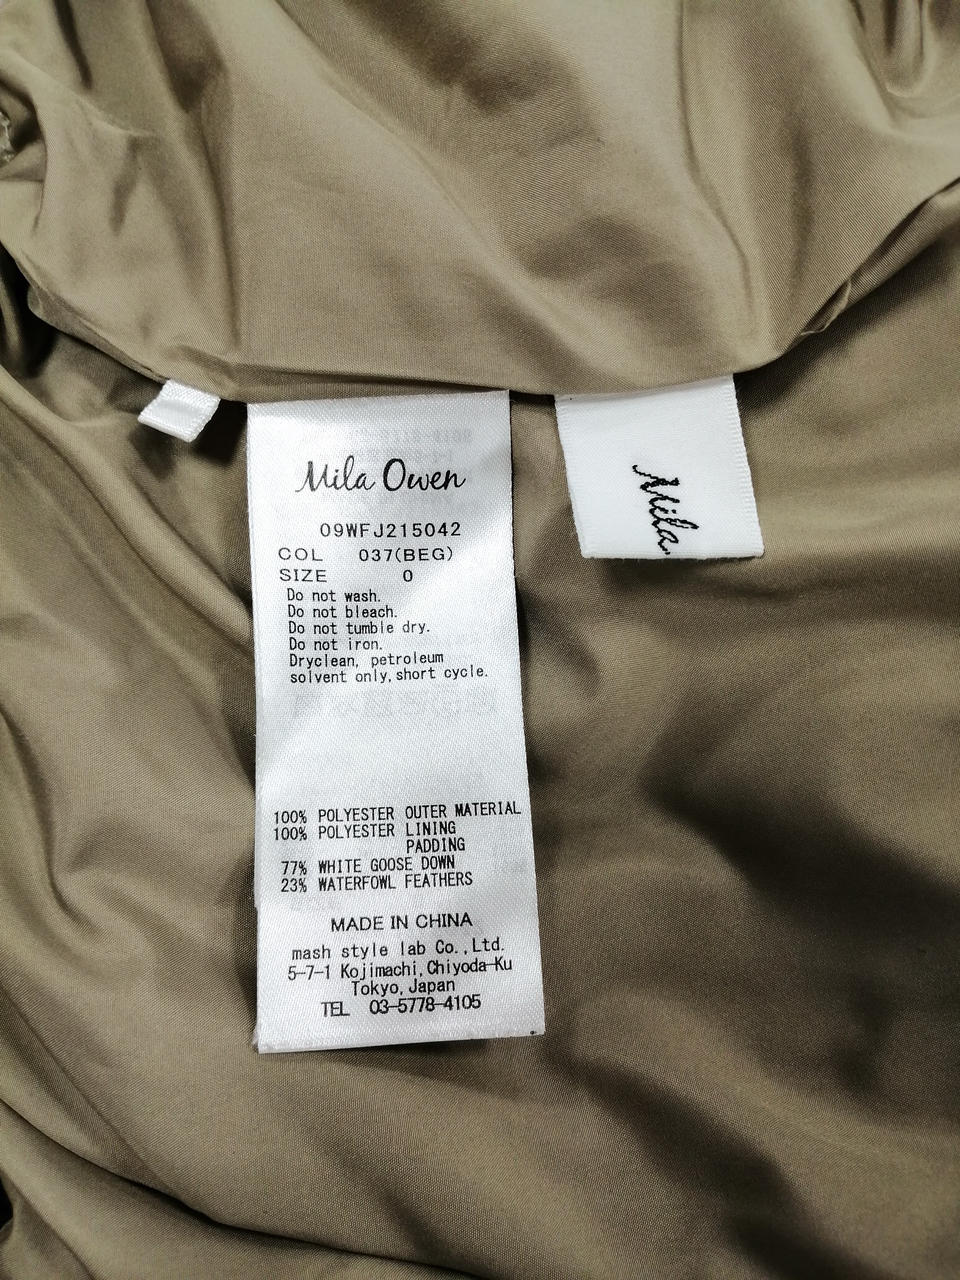 Mila Owen
09WFJ215042
COL 037(BEG)
SIZE 0
Do not wash.
Do not bleach.
Do not tumble dry.
Do not iron.
Dryclean, petroleum
solvent only, short cycle.
100% POLYESTER OUTER MATERIAL
100% POLYESTER LINING
PADDING
77% WHITE GOOSE DOWN
23% WATERFOWL FEATHERS
MADE IN CHINA
mash style lab Co.,Ltd.
5-7-1 Kojimachi,Chiyoda-Ku
Tokyo,Japan
TEL 03-5778-4105
Mila